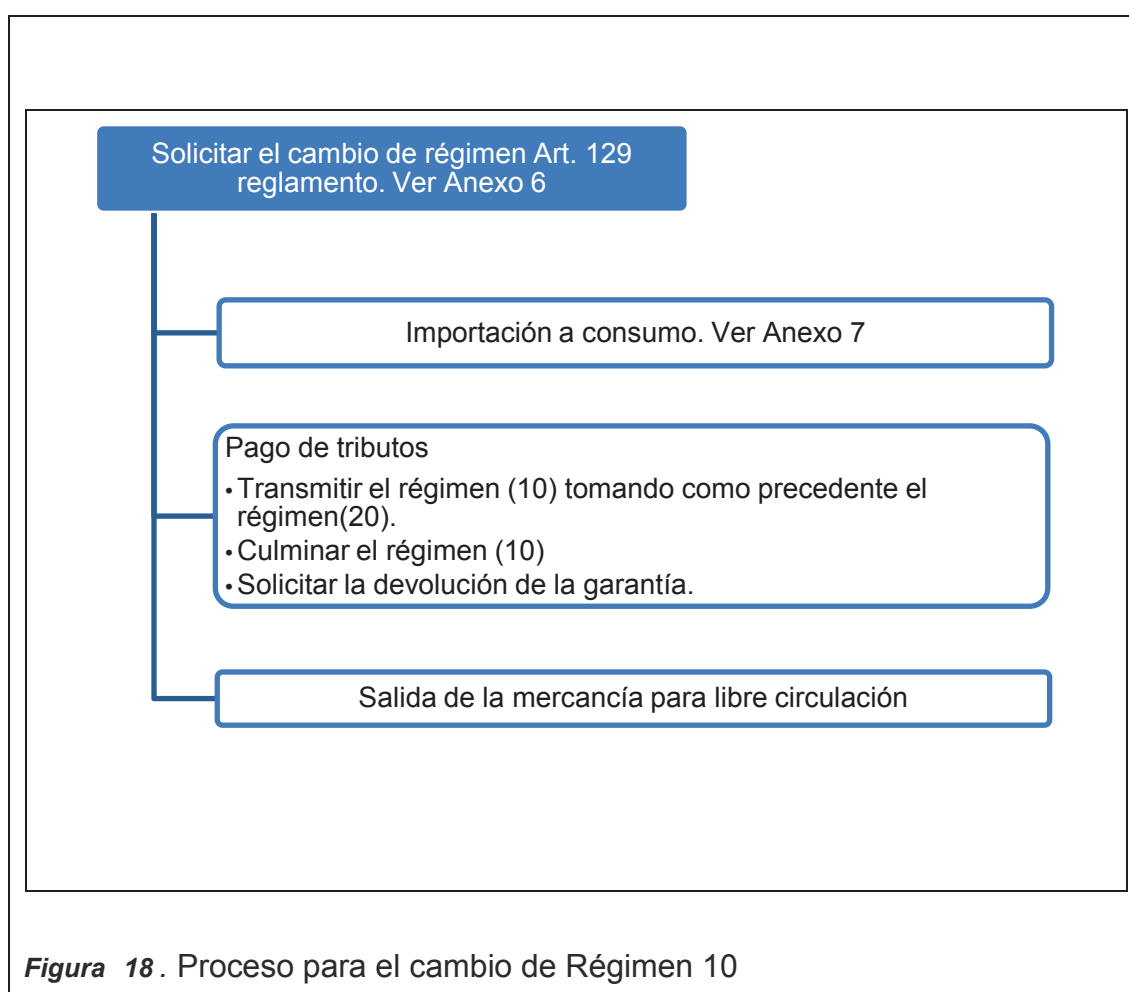 Solicitar el cambio de régimen Art. 129
reglamento. Ver Anexo 6
Importación a consumo. Ver Anexo 7
Pago de tributos
• Transmitir el régimen (10) tomando como precedente el
régimen(20).
• Culminar el régimen (10)
• Solicitar la devolución de la garantía.
Salida de la mercancía para libre circulación
Figura 18. Proceso para el cambio de Régimen 10